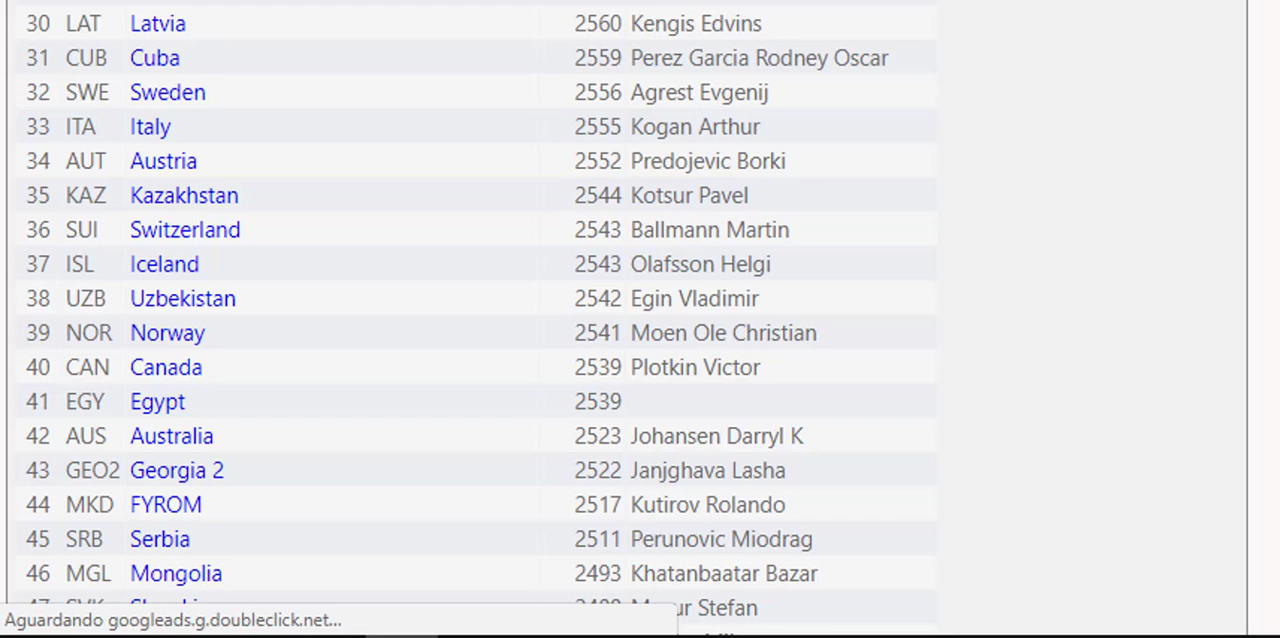 30 LAT Latvia 2560 Kengis Edvins
31 CUB Cuba 2559 Perez Garcia Rodney Oscar
32 SWE Sweden 2556 Agrest Evgenij
33 ITA Italy 2555 Kogan Arthur
34 AUT Austria 2552 Predojevic Borki
35 KAZ Kazakhstan 2544 Kotsur Pavel
36 SUI Switzerland 2543 Ballmann Martin
37 ISL Iceland 2543 Olafsson Helgi
38 UZB Uzbekistan 2542 Egin Vladimir
39 NOR Norway 2541 Moen Ole Christian
40 CAN Canada 2539 Plotkin Victor
41 EGY Egypt 2539
42 AUS Australia 2523 Johansen Darryl K
43 GEO2 Georgia 2 2522 Janjghava Lasha
44 MKD FYROM 2517 Kutirov Rolando
45 SRB Serbia 2511 Perunovic Miodrag
46 MGL Mongolia 2493 Khatanbaatar Bazar
Stefan
Aguardando googleads.g.doubleclick.net...